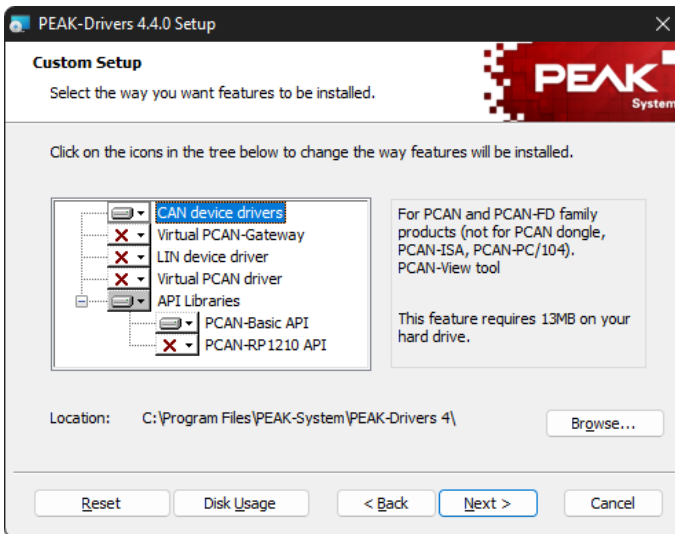 PEAK-Drivers 4.4.0 Setup
Custom Setup
Select the way you want features to be installed.
PEAK
System
Click on the icons in the tree below to change the way features will be installed.
CAN device drivers
Virtual PCAN-Gateway
LIN device driver
Virtual PCAN driver
API Libraries
PCAN-Basic API
PCAN-RP1210 API
For PCAN and PCAN-FD family
products (not for PCAN dongle,
PCAN-ISA, PCAN-PC/104).
PCAN-View tool
This feature requires 13MB on your
hard drive.
Location: C:\Program Files\PEAK-System\PEAK-Drivers 4\
Browse...
Reset Disk Usage < Back Next > Cancel